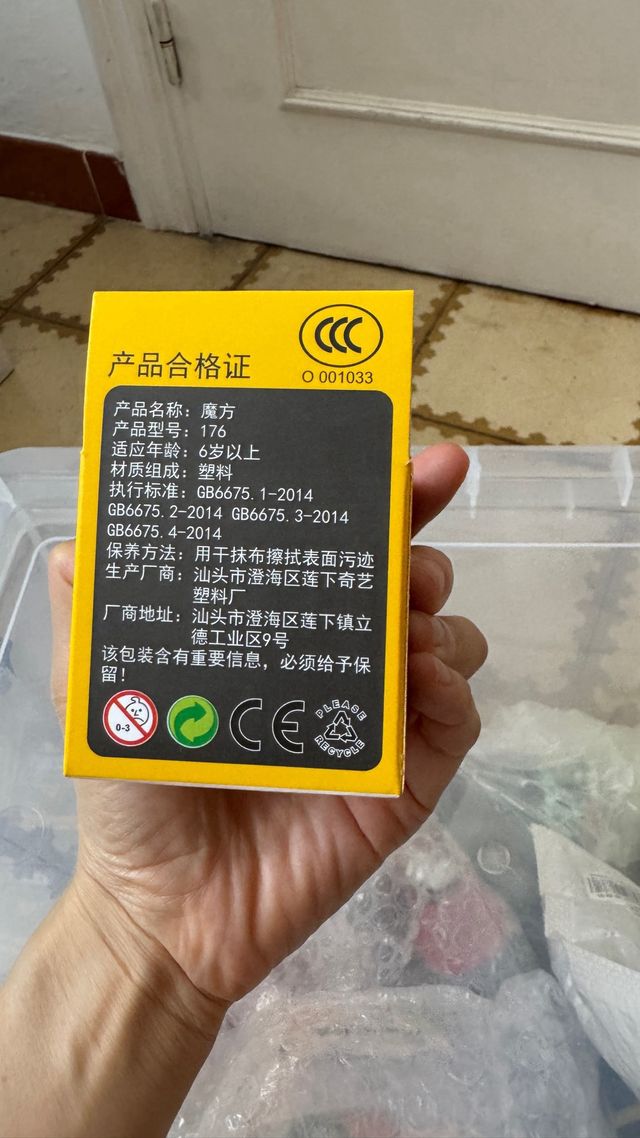 CCC
O 001033
产品合格证
产品名称：魔方
产品型号：176
适应年龄：6岁以上
材质组成：塑料
执行标准：GB6675.1-2014
GB6675.2-2014 GB6675.3-2014
GB6675.4-2014
保养方法：用干抹布擦拭表面污迹
生产厂商：汕头市澄海区莲下奇艺
塑料厂
厂商地址：汕头市澄海区莲下镇立
德工业区9号
该包装含有重要信息，必须给予保
留！
0-3
CE
PLEASE
RECYCLE